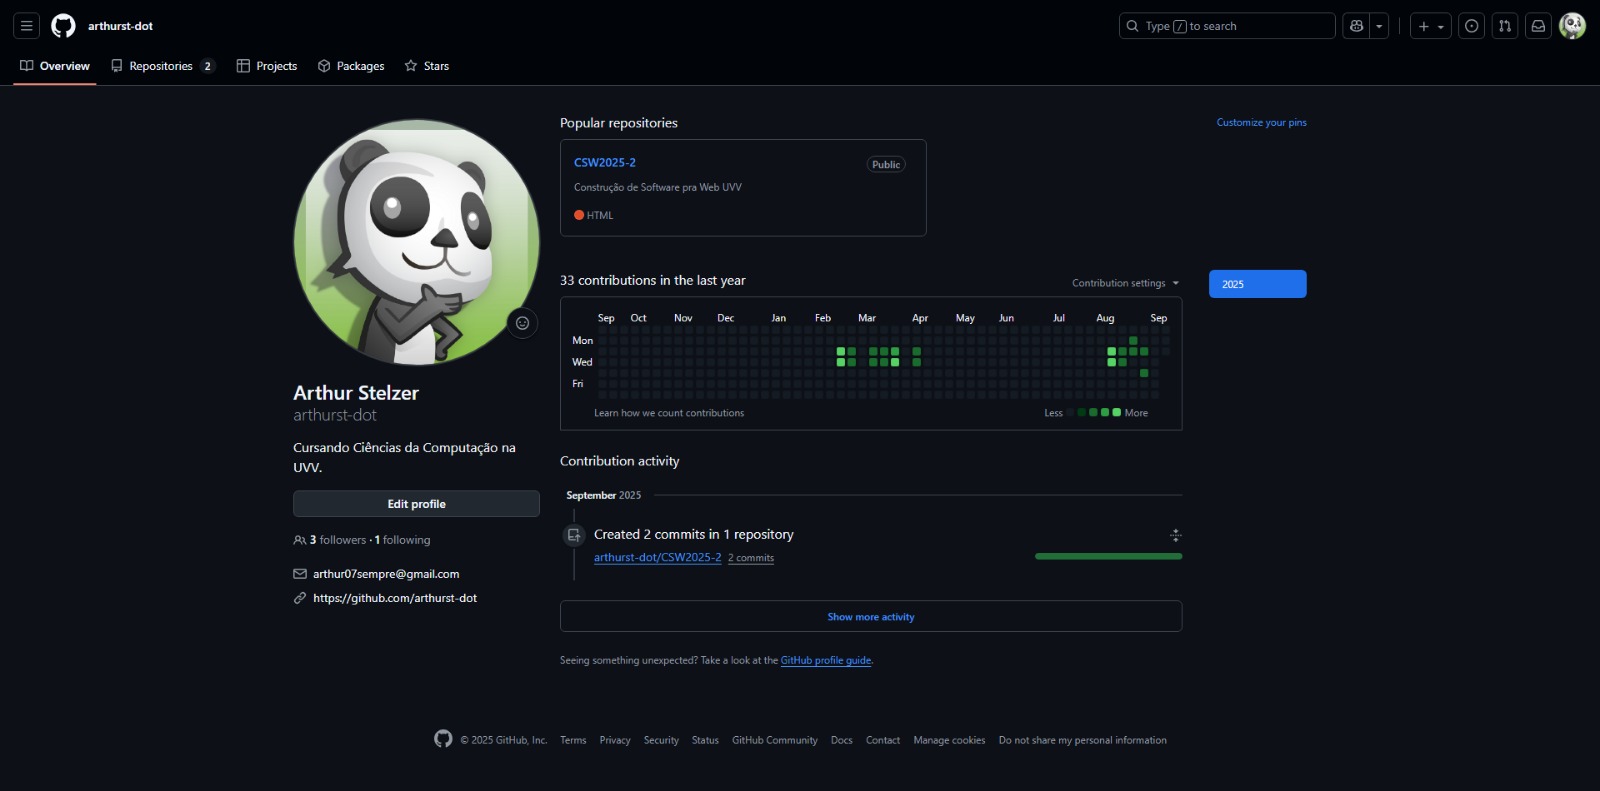 arthurst-dot
Type / to search
Overview
Repositories 2
Projects
Packages
Stars
Arthur Stelzer
arthurst-dot
Cursando Ciências da Computação na
UVV.
Edit profile
3 followers · 1 following
arthur07sempre@gmail.com
https://github.com/arthurst-dot
Popular repositories
Customize your pins
CSW2025-2
Public
Construção de Software pra Web UVV
HTML
33 contributions in the last year
Contribution settings
2025
Sep Oct Nov Dec Jan Feb Mar Apr May Jun Jul Aug Sep
Mon
Wed
Fri
Learn how we count contributions
Less More
Contribution activity
September 2025
Created 2 commits in 1 repository
arthurst-dot/CSW2025-2 2 commits
Show more activity
Seeing something unexpected? Take a look at the GitHub profile guide.
© 2025 GitHub, Inc. Terms Privacy Security Status GitHub Community Docs Contact Manage cookies Do not share my personal information